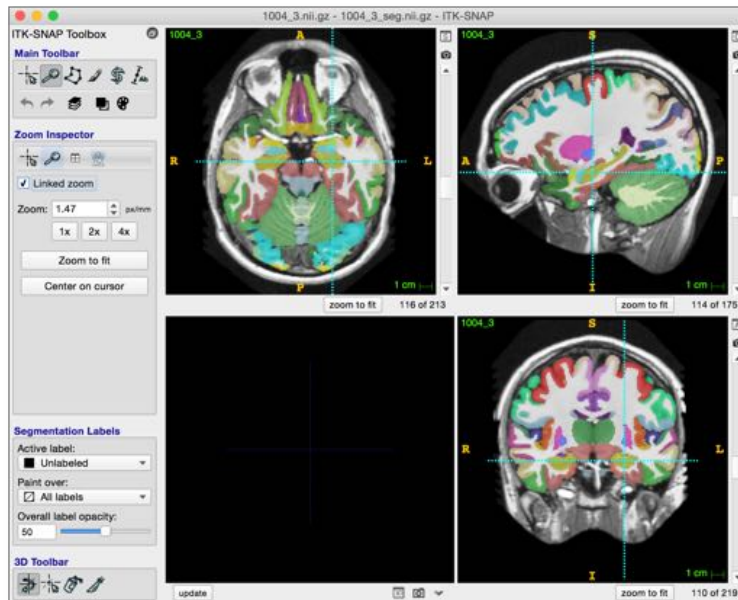 1004_3.nii.gz - 1004_3_seg.nii.gz - ITK-SNAP
ITK-SNAP Toolbox
Main Toolbar
Zoom Inspector
Linked zoom
Zoom: 1.47 px/mm
1x 2x 4x
Zoom to fit
Center on cursor
Segmentation Labels
Active label:
Unlabeled
Paint over:
All labels
Overall label opacity:
50
3D Toolbar
1004_3 A
R L
P 1 cm
zoom to fit 116 of 213
1004_3 S
A P
I 1 cm
zoom to fit 114 of 175
update
1004_3 S
R L
I 1 cm
zoom to fit 110 of 219